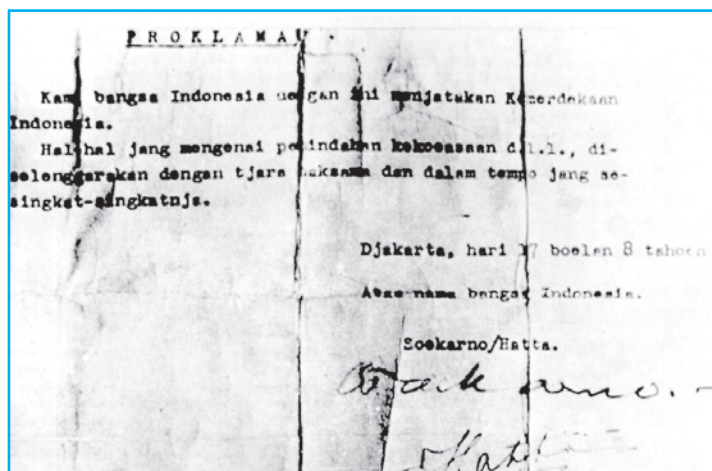 P R O K L A M A
Kami bangsa Indonesia dengan ini menjatakan Kemerdekaan
Indonesia.
Hal-hal jang mengenai pemindahan kekoeasaan d.l.l., di-
selenggarakan dengan tjara saksama dan dalam tempo jang se-
singkat-singkatnja.
Djakarta, hari 17 boelan 8 tahoen
Atas nama bangsa Indonesia.
Soekarno/Hatta.
Soekarno.-
Hatta